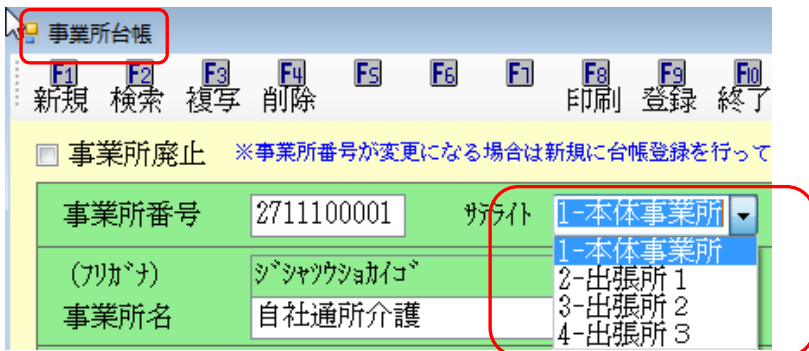 事業所台帳
F1 F2 F3 F4 F5 F6 F7 F8 F9 F10
新規 検索 複写 削除 印刷 登録 終了
事業所廃止 ※事業所番号が変更になる場合は新規に台帳登録を行って
事業所番号 2711100001 ｻﾃﾗｲﾄ 1-本体事業所
1-本体事業所
(ﾌﾘｶﾞﾅ) ｼﾞｼｬﾂｳｼｮｶｲｺﾞ
2-出張所1
3-出張所2
事業所名 自社通所介護
4-出張所3